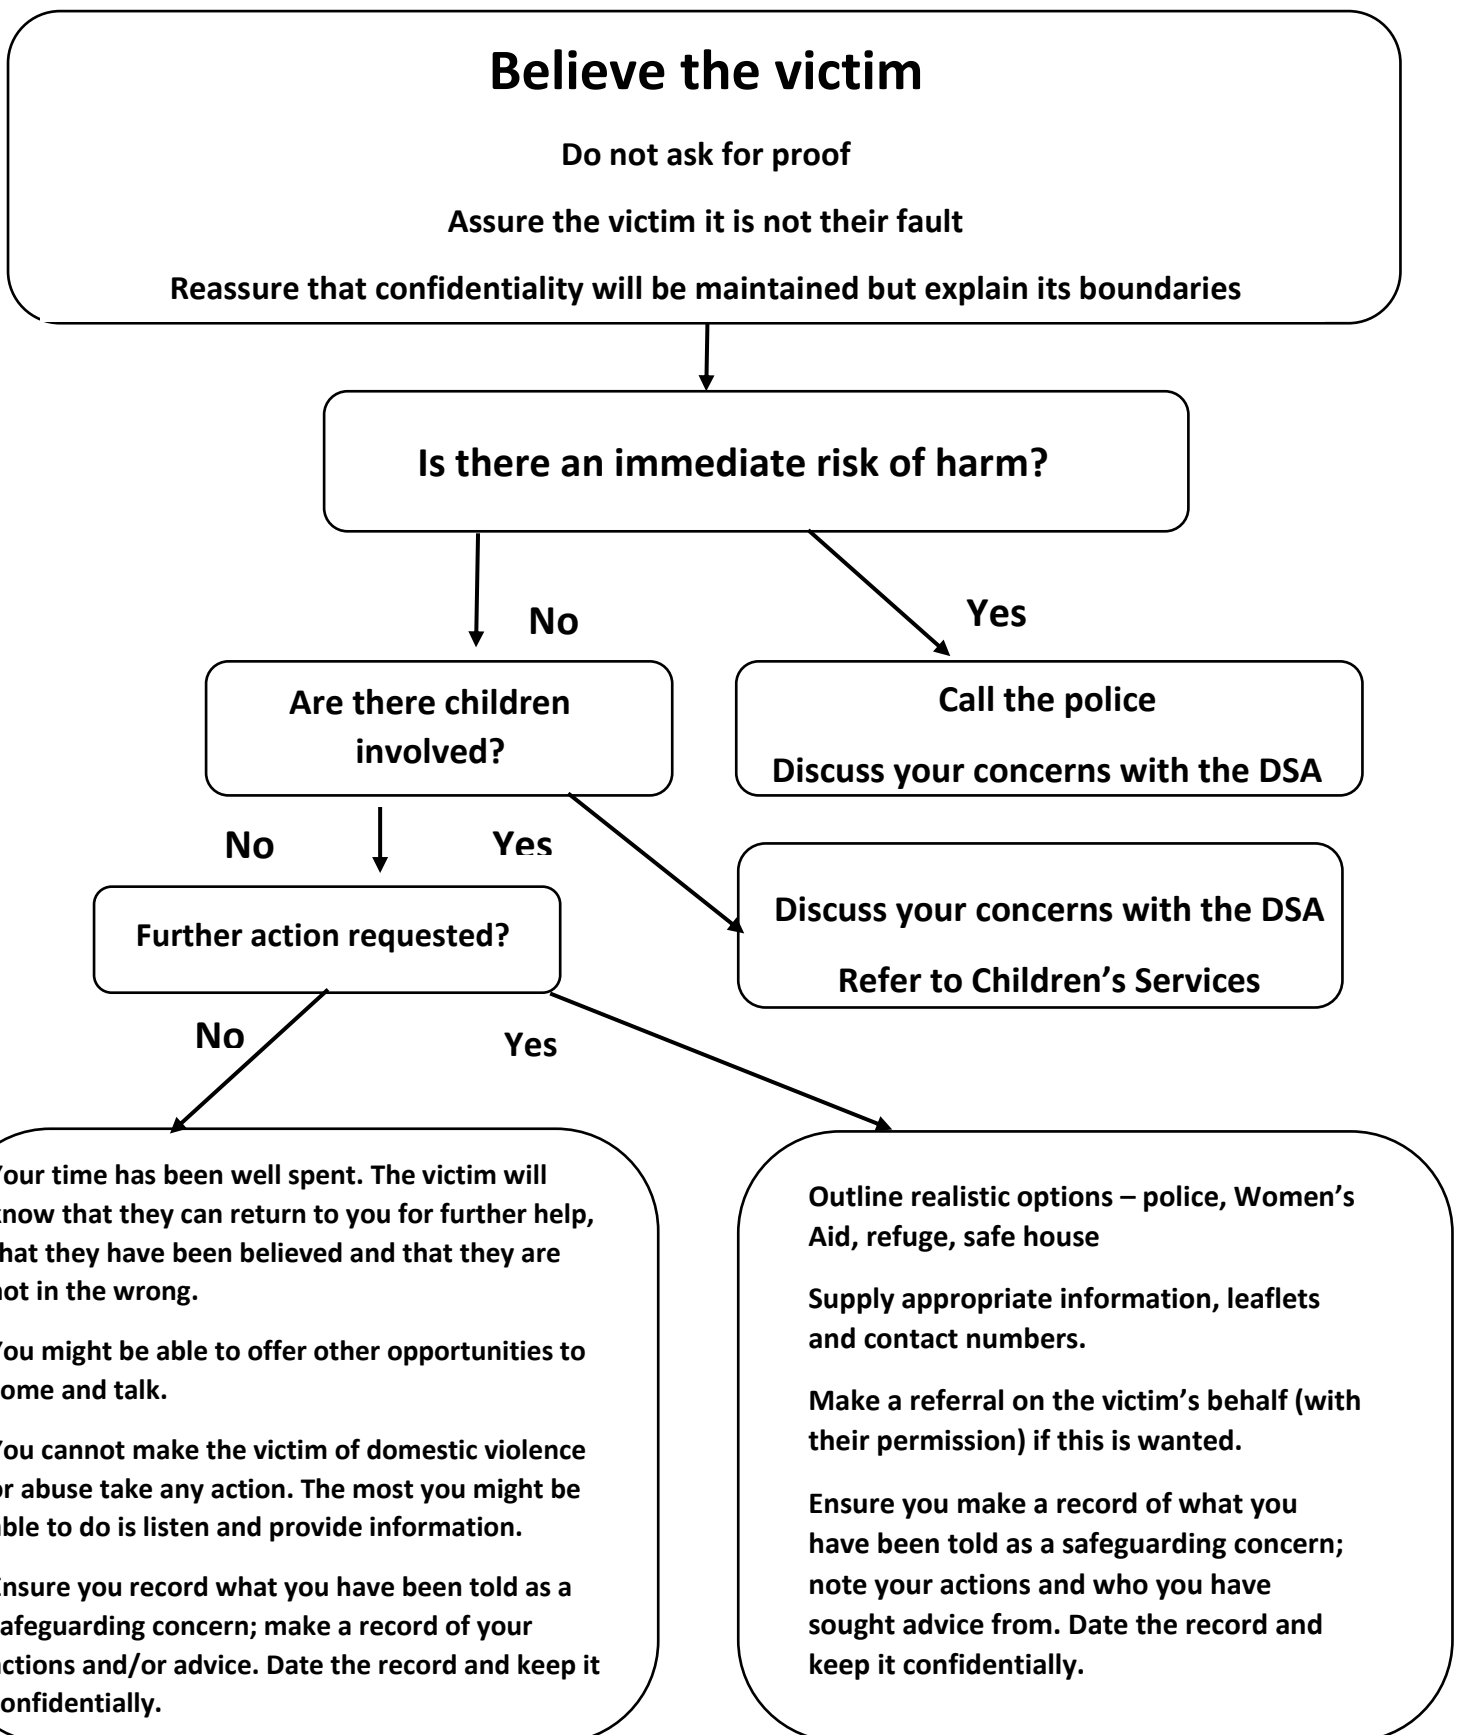 Believe the victim
Do not ask for proof
Assure the victim it is not their fault
Reassure that confidentiality will be maintained but explain its boundaries
Is there an immediate risk of harm?
No
Yes
Are there children
involved?
Call the police
Discuss your concerns with the DSA
No
Yes
Discuss your concerns with the DSA
Refer to Children’s Services
Further action requested?
No
Yes
Your time has been well spent. The victim will
know that they can return to you for further help,
that they have been believed and that they are
not in the wrong.
You might be able to offer other opportunities to
ome and talk.
You cannot make the victim of domestic violence
or abuse take any action. The most you might be
able to do is listen and provide information.
Ensure you record what you have been told as a
afeguarding concern; make a record of your
ctions and/or advice. Date the record and keep it
onfidentially.
Outline realistic options – police, Women’s
Aid, refuge, safe house
Supply appropriate information, leaflets
and contact numbers.
Make a referral on the victim’s behalf (with
their permission) if this is wanted.
Ensure you make a record of what you
have been told as a safeguarding concern;
note your actions and who you have
sought advice from. Date the record and
keep it confidentially.